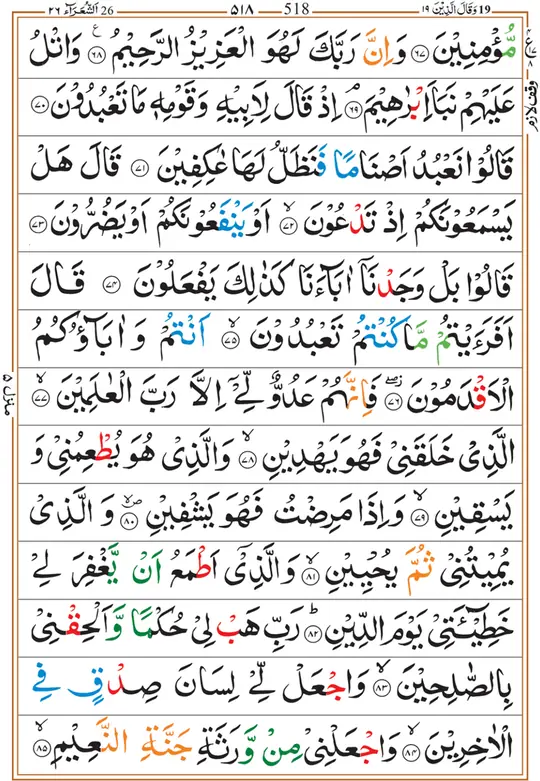 19 وَقَالَ الَّذِيْنَ ١٩ 518 ٥١٨ 26 اَلشُّعَرَآء ٢٦
مُّؤْمِنِيْنَ ﴿٦٧﴾ وَاِنَّ رَبَّكَ لَهُوَ الْعَزِيْزُ الرَّحِيْمُ ﴿٦٨﴾ وَاتْلُ
عَلَيْهِمْ نَبَاَ اِبْرٰهِيْمَ ﴿٦٩﴾ اِذْ قَالَ لِاَبِيْهِ وَقَوْمِهٖ مَا تَعْبُدُوْنَ ﴿٧٠﴾
وقف لازم
قَالُوْا نَعْبُدُ اَصْنَامًا فَنَظَلُّ لَهَا عٰكِفِيْنَ ﴿٧١﴾ قَالَ هَلْ
يَسْمَعُوْنَكُمْ اِذْ تَدْعُوْنَ ﴿٧٢﴾ اَوْ يَنْفَعُوْنَكُمْ اَوْ يَضُرُّوْنَ ﴿٧٣﴾
قَالُوْا بَلْ وَجَدْنَآ اٰبَآءَنَا كَذٰلِكَ يَفْعَلُوْنَ ﴿٧٤﴾ قَالَ
اَفَرَءَيْتُمْ مَّا كُنْتُمْ تَعْبُدُوْنَ ﴿٧٥﴾ اَنْتُمْ وَاٰبَآؤُكُمُ
الْاَقْدَمُوْنَ ﴿٧٦﴾ فَاِنَّهُمْ عَدُوٌّ لِّيْٓ اِلَّا رَبَّ الْعٰلَمِيْنَ ﴿٧٧﴾
منزل ٥
الَّذِيْ خَلَقَنِيْ فَهُوَ يَهْدِيْنِ ﴿٧٨﴾ وَالَّذِيْ هُوَ يُطْعِمُنِيْ وَ
يَسْقِيْنِ ﴿٧٩﴾ وَاِذَا مَرِضْتُ فَهُوَ يَشْفِيْنِ ﴿٨٠﴾ وَالَّذِيْ
يُمِيْتُنِيْ ثُمَّ يُحْيِيْنِ ﴿٨١﴾ وَالَّذِيْٓ اَطْمَعُ اَنْ يَّغْفِرَ لِيْ
خَطِيْٓـَٔتِيْ يَوْمَ الدِّيْنِ ﴿٨٢﴾ رَبِّ هَبْ لِيْ حُكْمًا وَّاَلْحِقْنِيْ
بِالصّٰلِحِيْنَ ﴿٨٣﴾ وَاجْعَلْ لِّيْ لِسَانَ صِدْقٍ فِي
الْاٰخِرِيْنَ ﴿٨٤﴾ وَاجْعَلْنِيْ مِنْ وَّرَثَةِ جَنَّةِ النَّعِيْمِ ﴿٨٥﴾